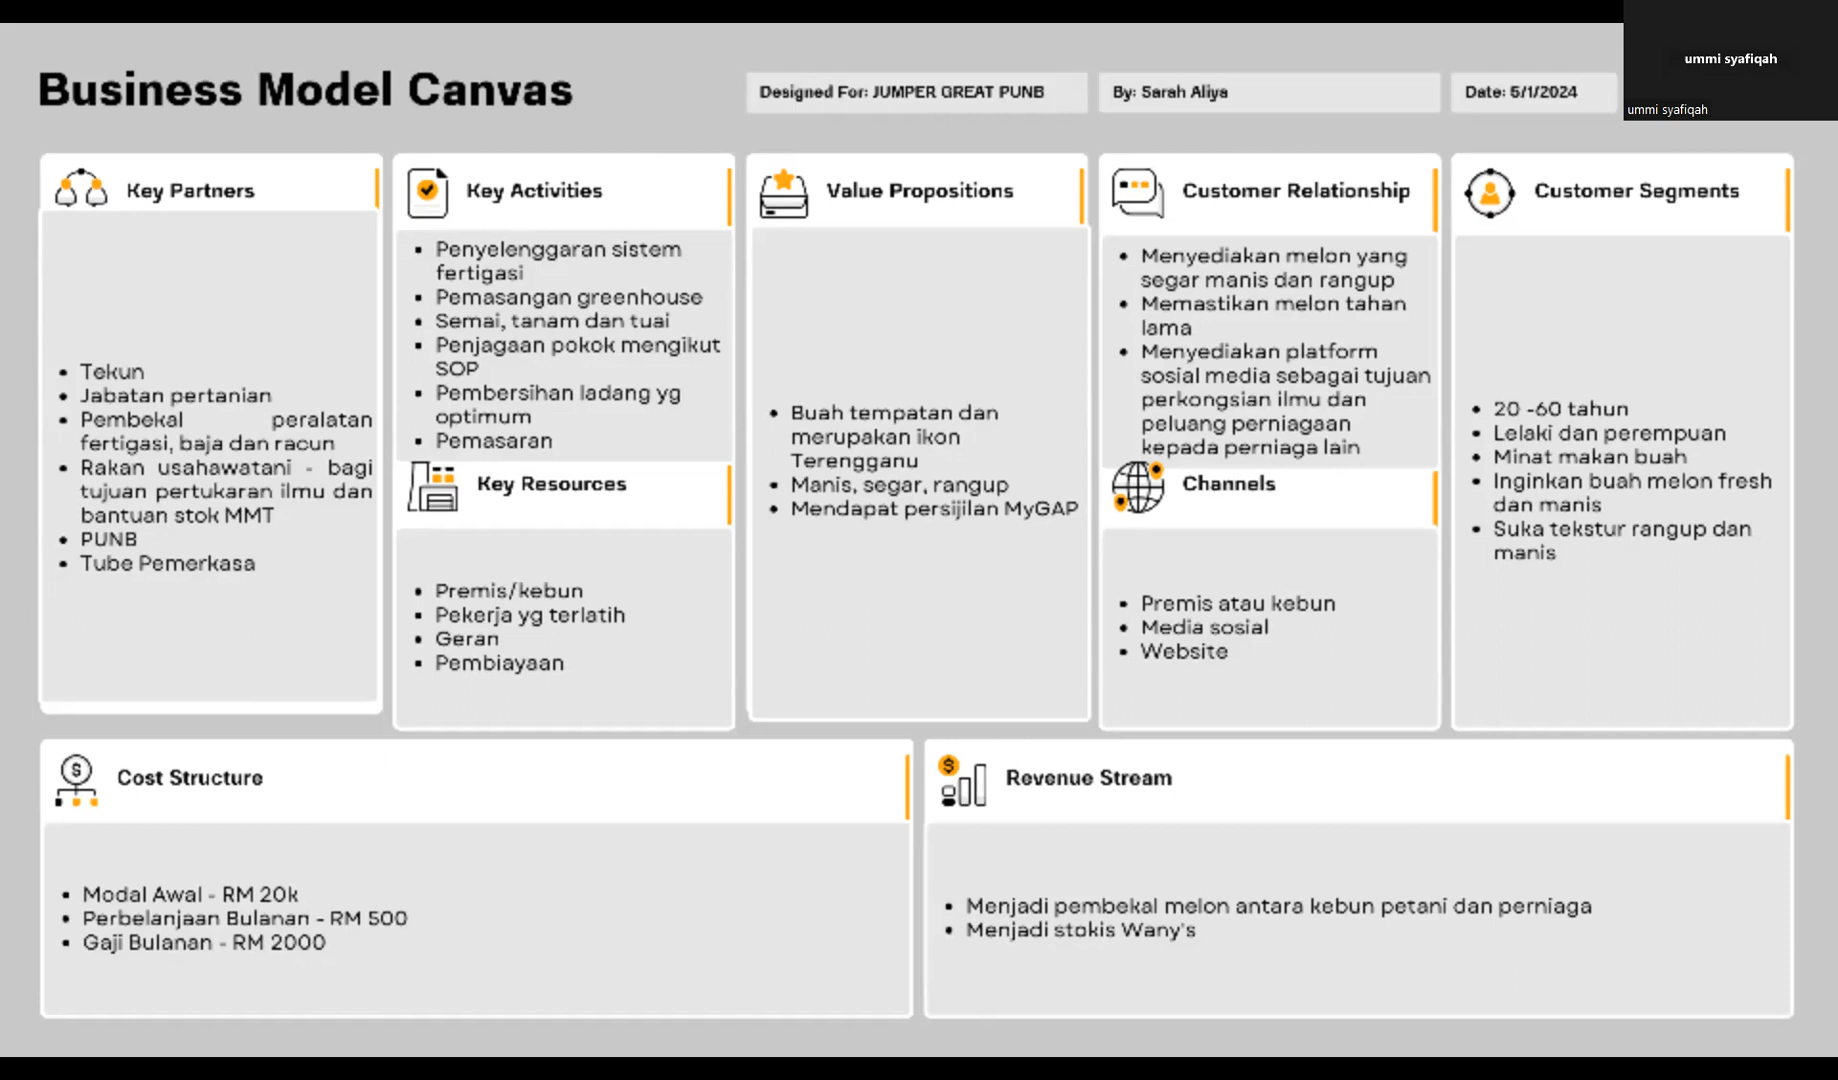 ummi syafiqah
ummi syafiqah
Business Model Canvas
Designed For: JUMPER GREAT PUNB
By: Sarah Aliya
Date: 5/1/2024
Key Partners
• Tekun
• Jabatan pertanian
• Pembekal peralatan
fertigasi, baja dan racun
• Rakan usahawatani - bagi
tujuan pertukaran ilmu dan
bantuan stok MMT
• PUNB
• Tube Pemerkasa
Key Activities
• Penyelenggaran sistem
fertigasi
• Pemasangan greenhouse
• Semai, tanam dan tuai
• Penjagaan pokok mengikut
SOP
• Pembersihan ladang yg
optimum
• Pemasaran
Key Resources
• Premis/kebun
• Pekerja yg terlatih
• Geran
• Pembiayaan
Value Propositions
• Buah tempatan dan
merupakan ikon
Terengganu
• Manis, segar, rangup
• Mendapat persijilan MyGAP
Customer Relationship
• Menyediakan melon yang
segar manis dan rangup
• Memastikan melon tahan
lama
• Menyediakan platform
sosial media sebagai tujuan
perkongsian ilmu dan
peluang perniagaan
kepada perniaga lain
Channels
• Premis atau kebun
• Media sosial
• Website
Customer Segments
• 20 -60 tahun
• Lelaki dan perempuan
• Minat makan buah
• Inginkan buah melon fresh
dan manis
• Suka tekstur rangup dan
manis
Cost Structure
• Modal Awal - RM 20k
• Perbelanjaan Bulanan - RM 500
• Gaji Bulanan - RM 2000
Revenue Stream
• Menjadi pembekal melon antara kebun petani dan perniaga
• Menjadi stokis Wany's